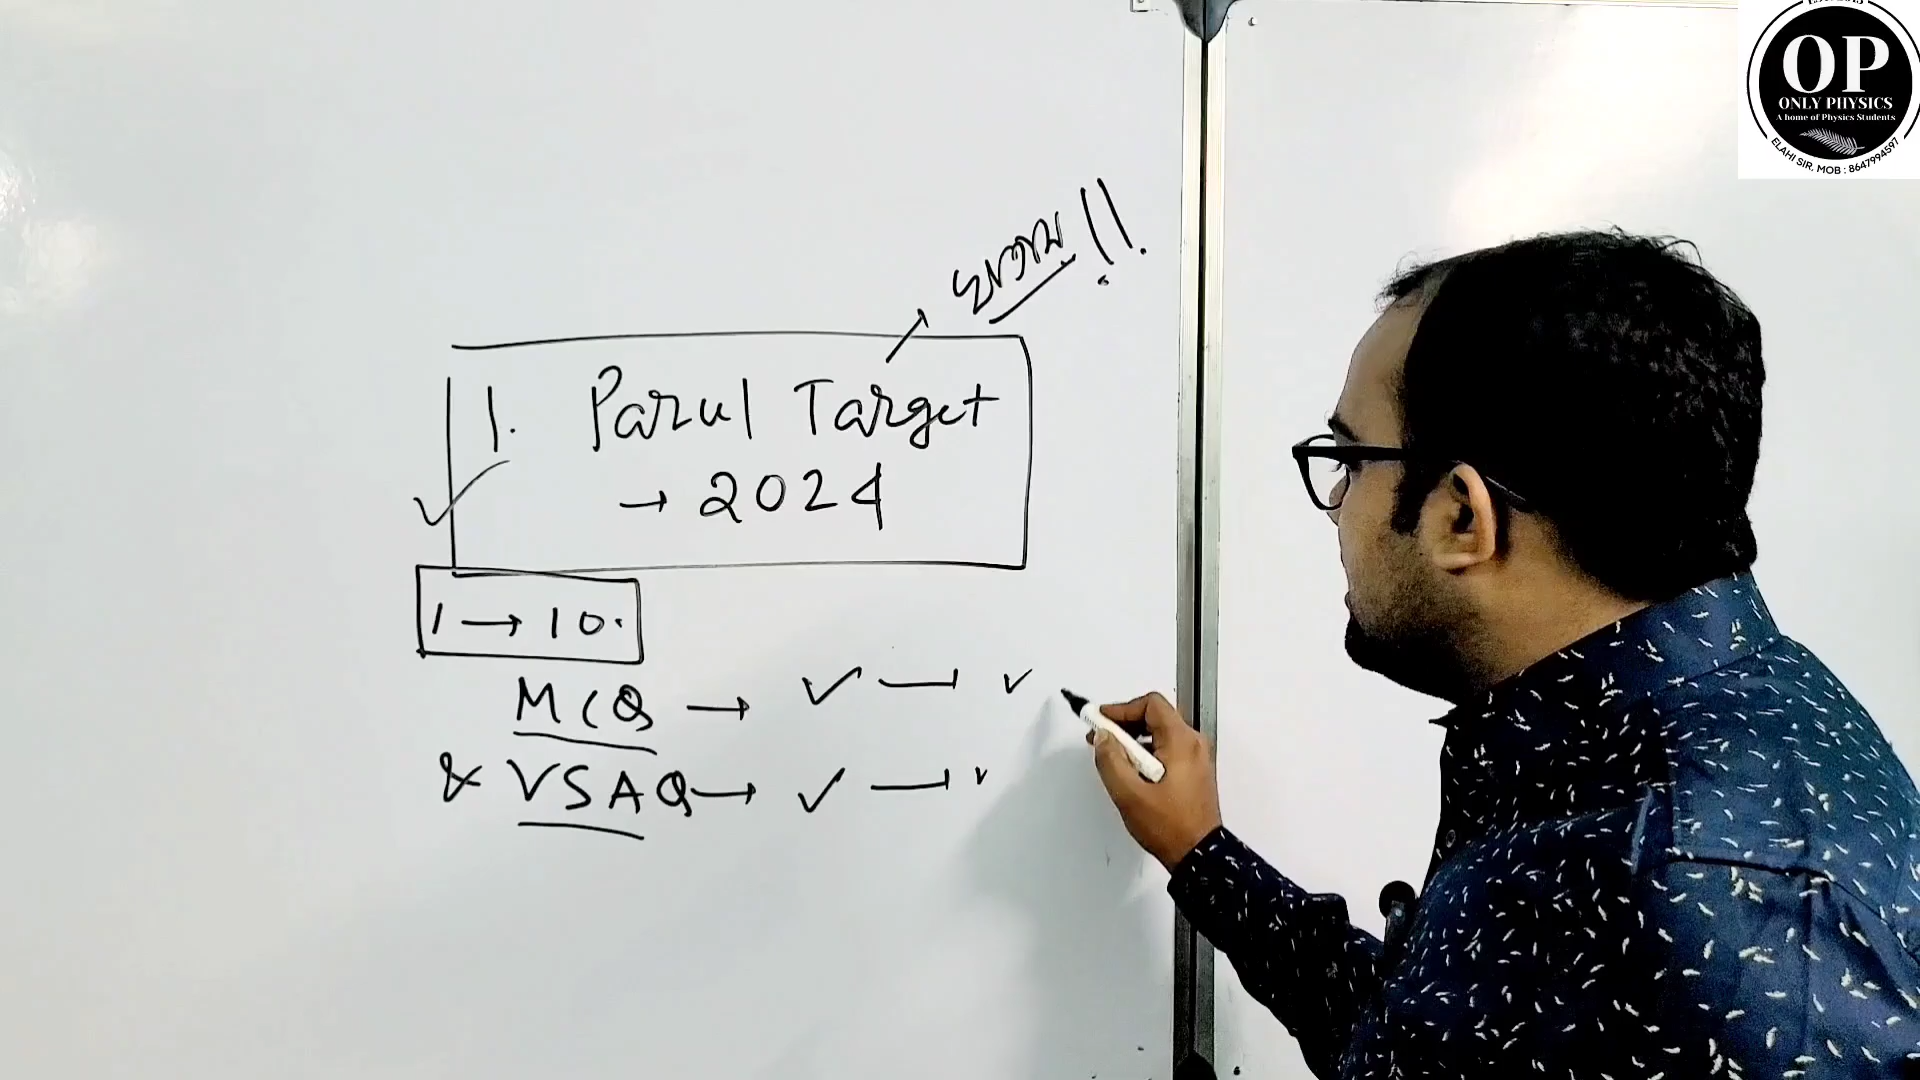 OP
ONLY PHYSICS
A home of Physics Students
ELAHI SIR, MOB : 8647994597
!!
1. Parul Target
→ 2024
1 → 10.
MCQ → ✓ → ✓
& VSAQ → ✓ → ✓